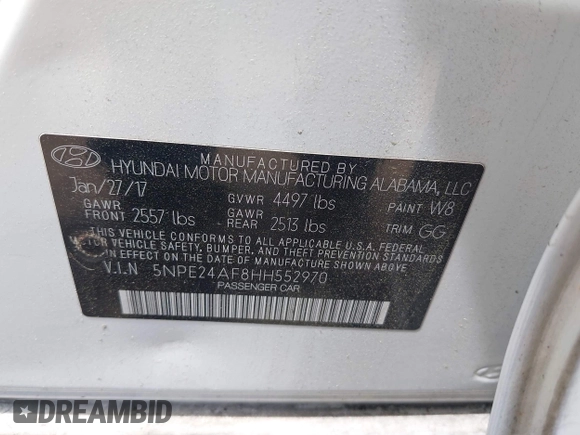 MANUFACTURED BY
HYUNDAI MOTOR MANUFACTURING ALABAMA, LLC
Jan/27/17
GVWR 4497 lbs
PAINT W8
GAWR FRONT 2557 lbs
GAWR REAR 2513 lbs
TRIM GG
THIS VEHICLE CONFORMS TO ALL APPLICABLE U.S.A. FEDERAL
MOTOR VEHICLE SAFETY, BUMPER, AND THEFT PREVENTION STANDARDS
IN EFFECT ON THE DATE OF MANUFACTURE SHOWN ABOVE.
V.I.N 5NPE24AF8HH552970
PASSENGER CAR
DREAMBID